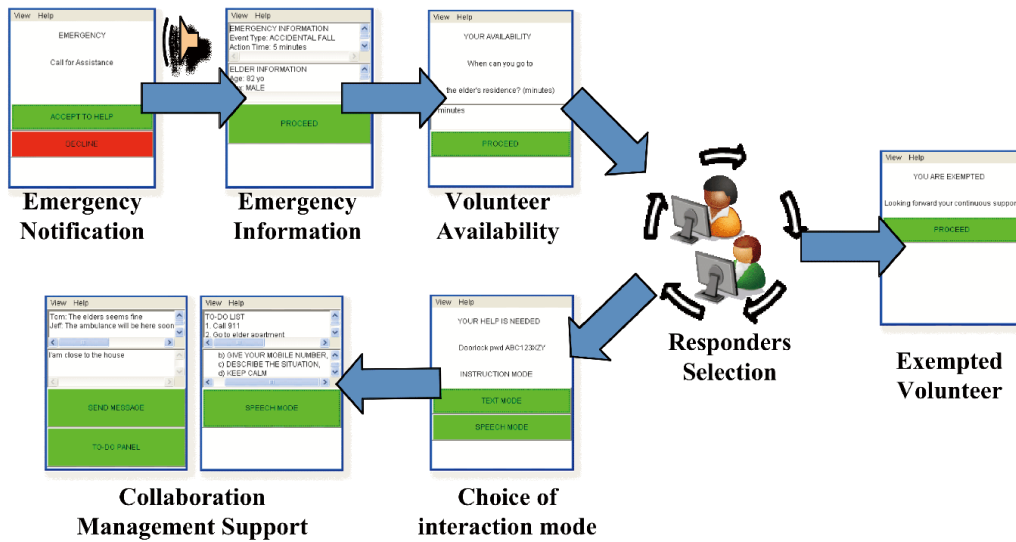 View Help
EMERGENCY
Call for Assistance
ACCEPT TO HELP
DECLINE
Emergency
Notification
View Help
EMERGENCY INFORMATION
Event Type: ACCIDENTAL FALL
Action Time: 5 minutes
ELDER INFORMATION
Age: 82 yo
MALE
PROCEED
Emergency
Information
View Help
YOUR AVAILABILITY
When can you go to
the elder's residence? (minutes)
minutes
PROCEED
Volunteer
Availability
Responders
Selection
View Help
YOU ARE EXEMPTED
Looking forward your continuous support
PROCEED
Exempted
Volunteer
View Help
Tom: The elders seems fine
Jeff: The ambulance will be here soon
I'am close to the house
SEND MESSAGE
TO-DO PANEL
View Help
TO-DO LIST
1. Call 911
2. Go to elder apartment
b) GIVE YOUR MOBILE NUMBER,
c) DESCRIBE THE SITUATION,
d) KEEP CALM
SPEECH MODE
Collaboration
Management Support
View Help
YOUR HELP IS NEEDED
Doorlock pwd ABC123XZY
INSTRUCTION MODE
TEXT MODE
SPEECH MODE
Choice of
interaction mode